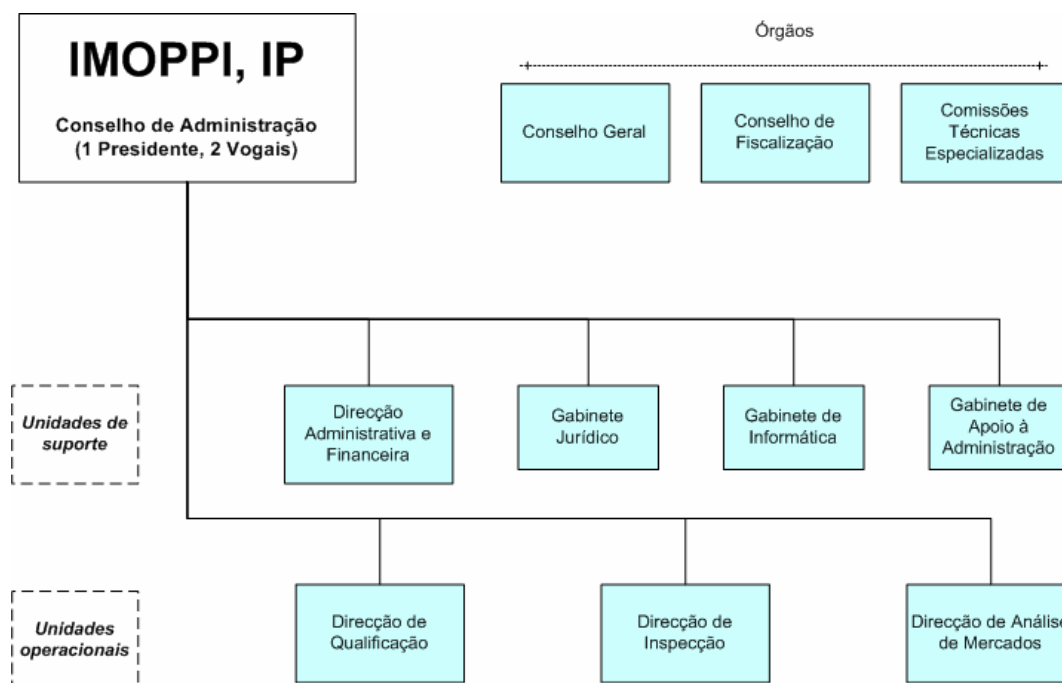 IMOPPI, IP
Conselho de Administração
(1 Presidente, 2 Vogais)
Órgãos
Conselho Geral
Conselho de
Fiscalização
Comissões
Técnicas
Especializadas
Unidades de
suporte
Direcção
Administrativa e
Financeira
Gabinete
Jurídico
Gabinete de
Informática
Gabinete de
Apoio à
Administração
Unidades
operacionais
Direcção de
Qualificação
Direcção de
Inspecção
Direcção de Análise
de Mercados